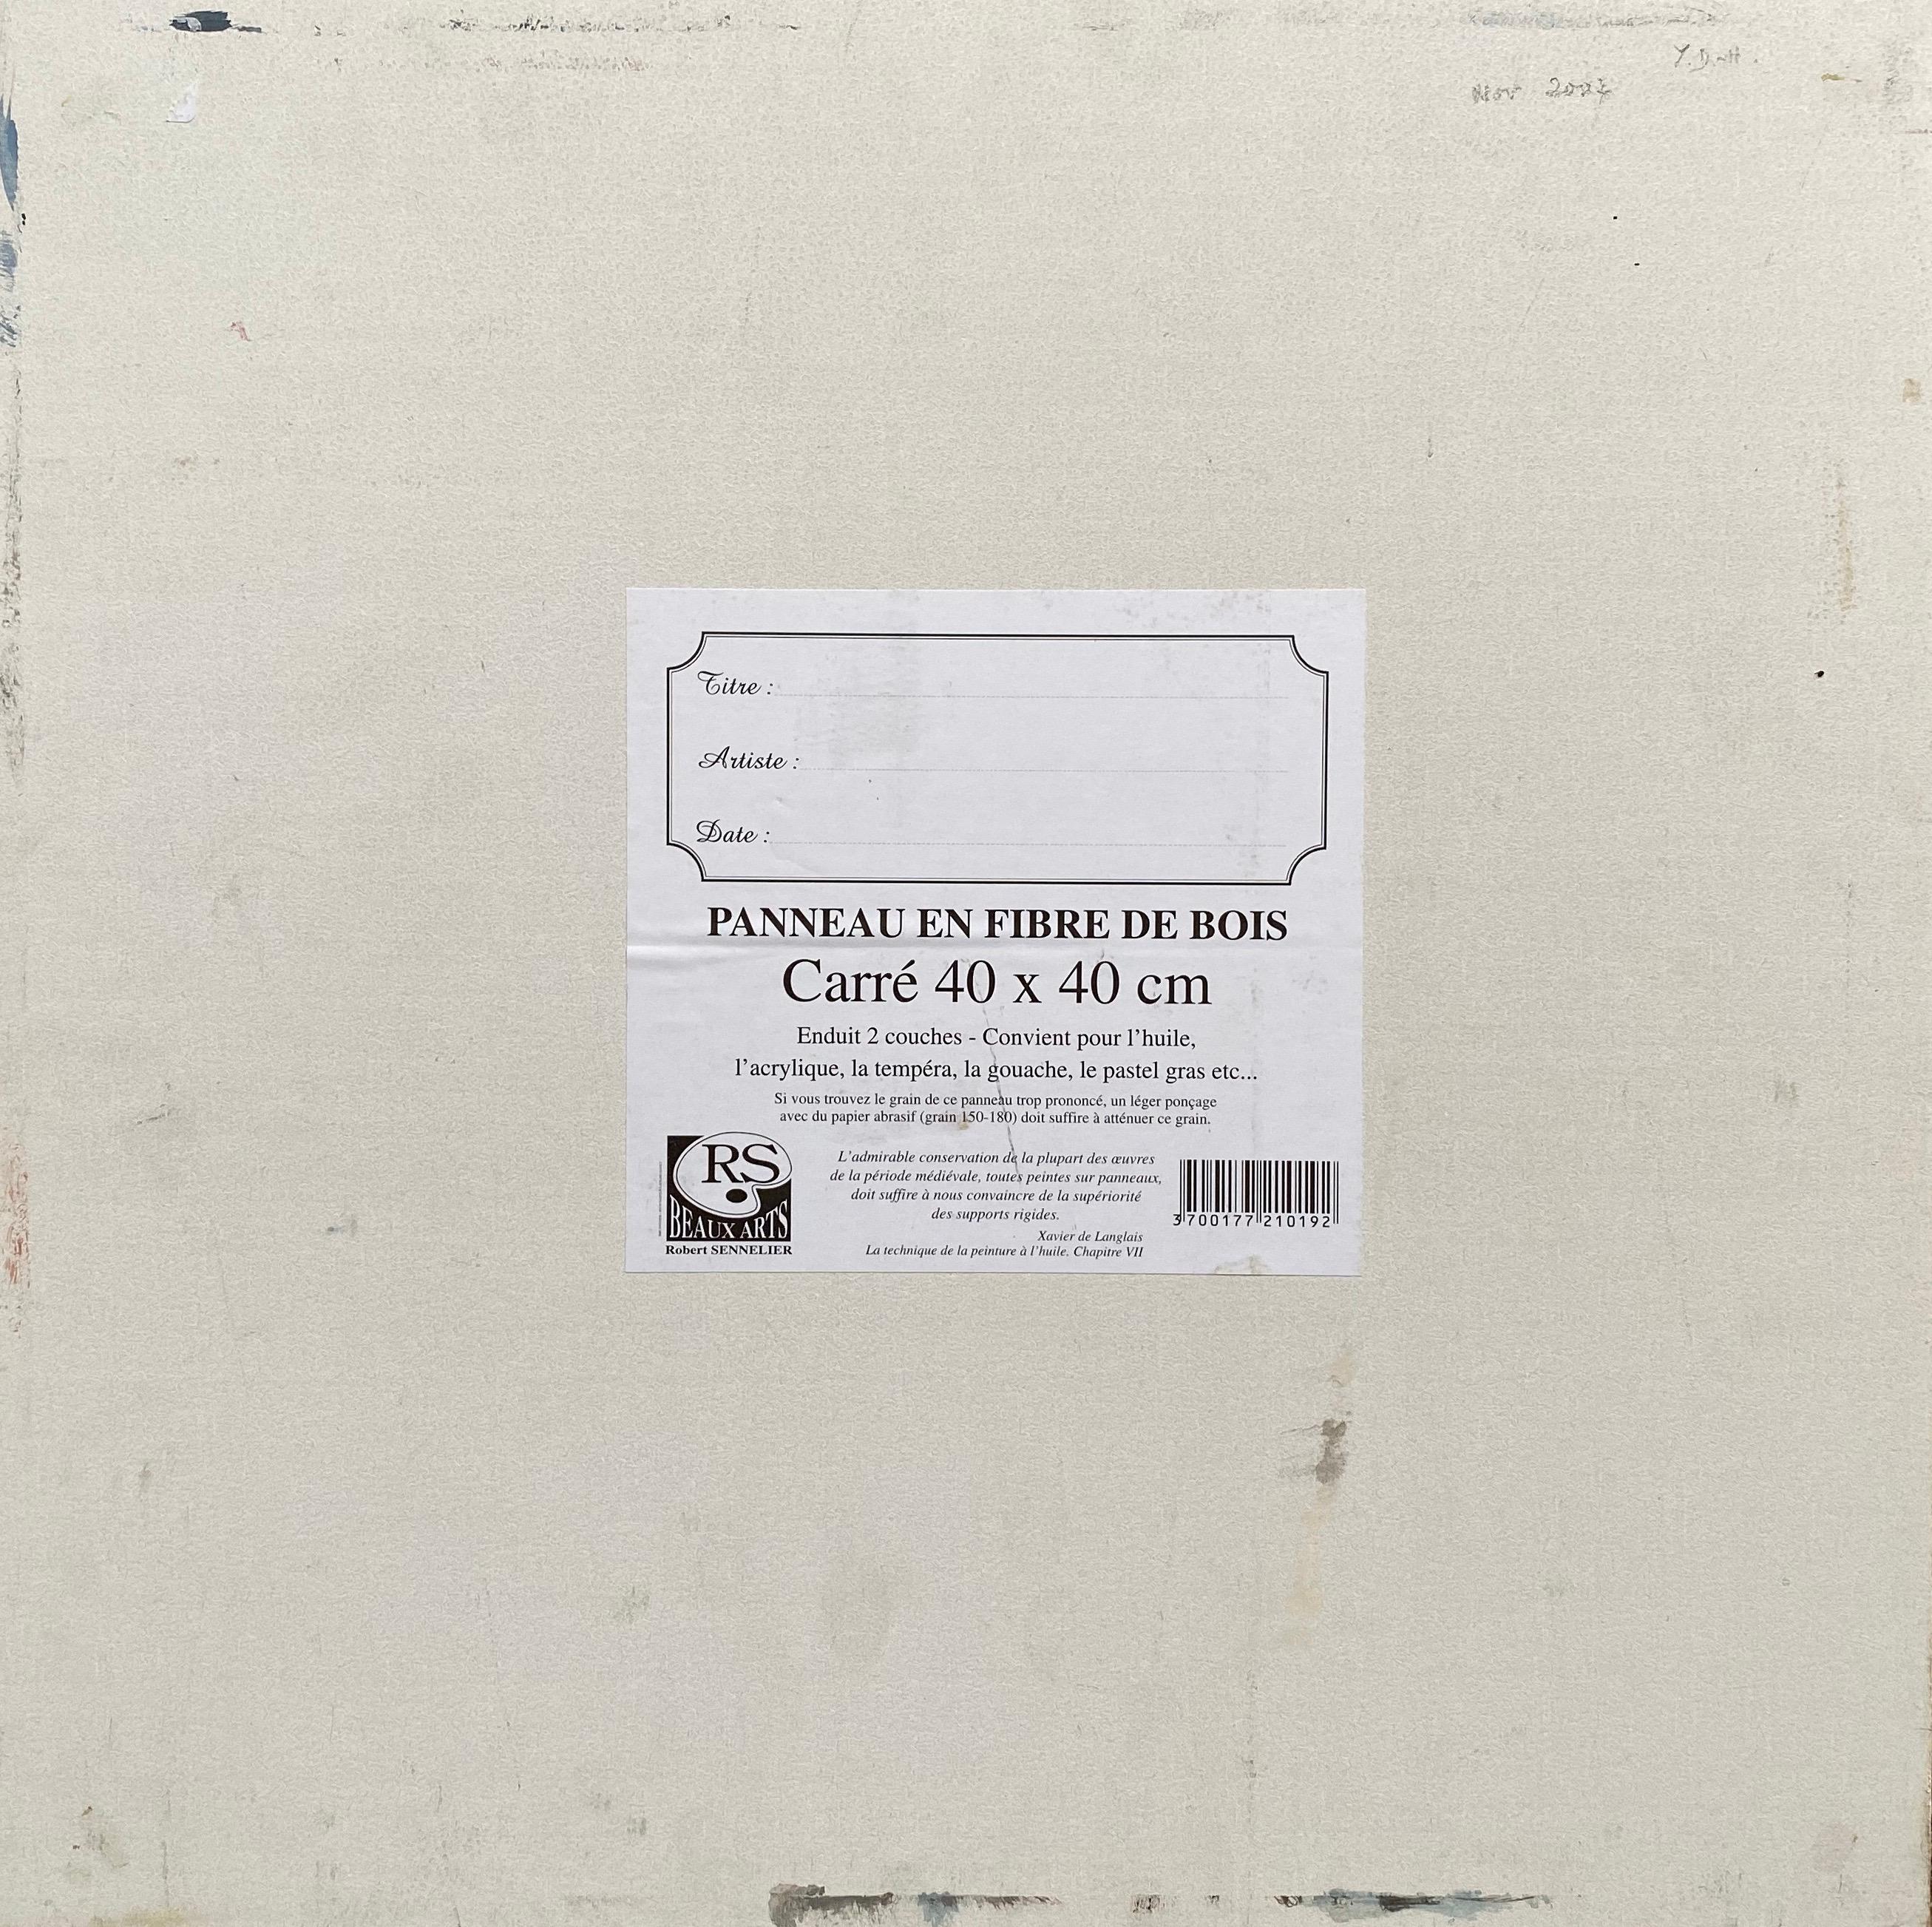 Titre :
Artiste :
Date :
PANNEAU EN FIBRE DE BOIS
Carré 40 x 40 cm
Enduit 2 couches - Convient pour l’huile,
l’acrylique, la tempéra, la gouache, le pastel gras etc...
Si vous trouvez le grain de ce panneau trop prononcé, un léger ponçage
avec du papier abrasif (grain 150-180) doit suffire à atténuer ce grain.
RS
BEAUX ARTS
Robert SENNELIER
L’admirable conservation de la plupart des œuvres
de la période médiévale, toutes peintes sur panneaux,
doit suffire à nous convaincre de la supériorité
des supports rigides.
Xavier de Langlais
La technique de la peinture à l’huile. Chapitre VII
3700177210192